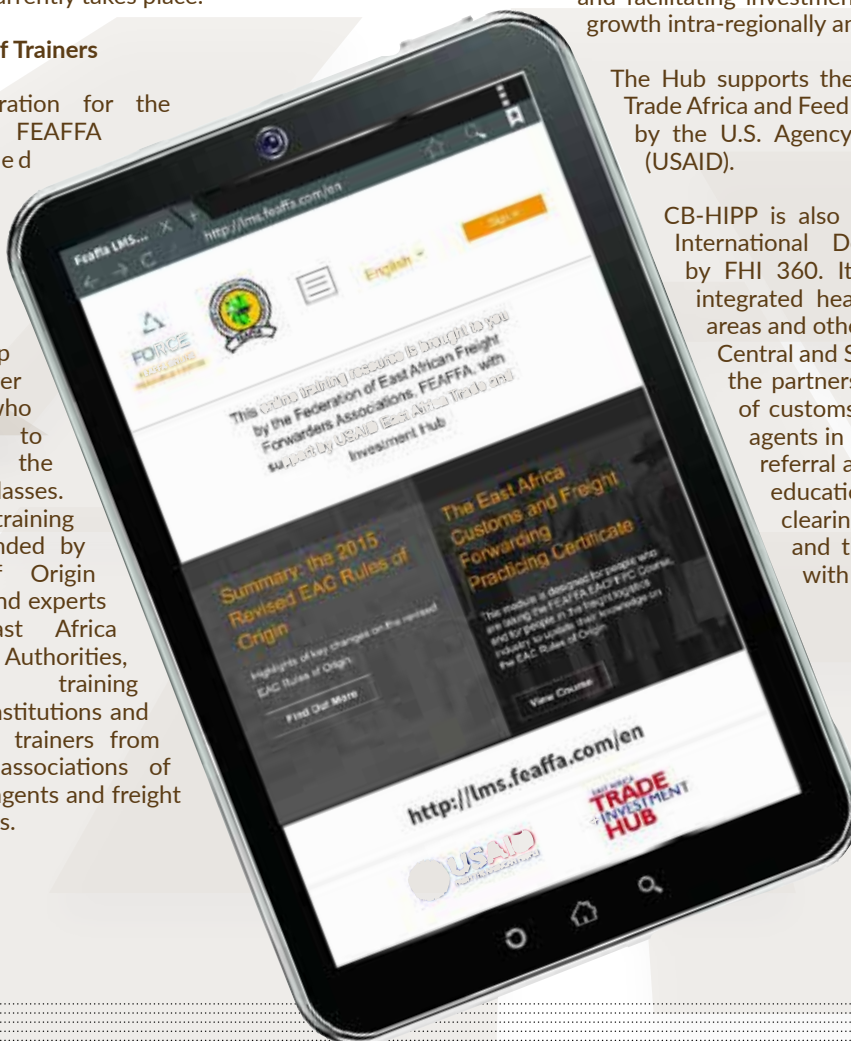 urrently takes place.
f Trainers
ration for the
FEAFFA
ed
p
er
who
to
the
lasses.
training
nded by
f Origin
nd experts
ast Africa
Authorities,
training
nstitutions and
trainers from
associations of
agents and freight
s.
and facilitating investment
growth intra-regionally ar
The Hub supports the
Trade Africa and Feed
by the U.S. Agency
(USAID).
CB-HIPP is also
International D
by FHI 360. It
integrated hea
areas and othe
Central and S
the partners
of customs
agents in
referral a
educatio
clearin
and t
with
Feaffa LMS...
http://lms.feaffa.com/en
FORCE
English
Sign in
This online training resource is brought to you
by the Federation of East African Freight
Forwarders Associations, FEAFFA, with
support by USAID East Africa Trade and
Investment Hub
Summary: the 2015
Revised EAC Rules of
Origin
Highlights of key changes on the revised
EAC Rules of Origin.
Find Out More
The East Africa
Customs and Freight
Forwarding
Practicing Certificate
This module is designed for people who
are taking the FEAFFA EACFFPC Course,
and for people in the freight logistics
industry to update their knowledge on
the EAC Rules of Origin
View Course
http://lms.feaffa.com/en
USAID
EAST AFRICA
TRADE
+INVESTMENT
HUB